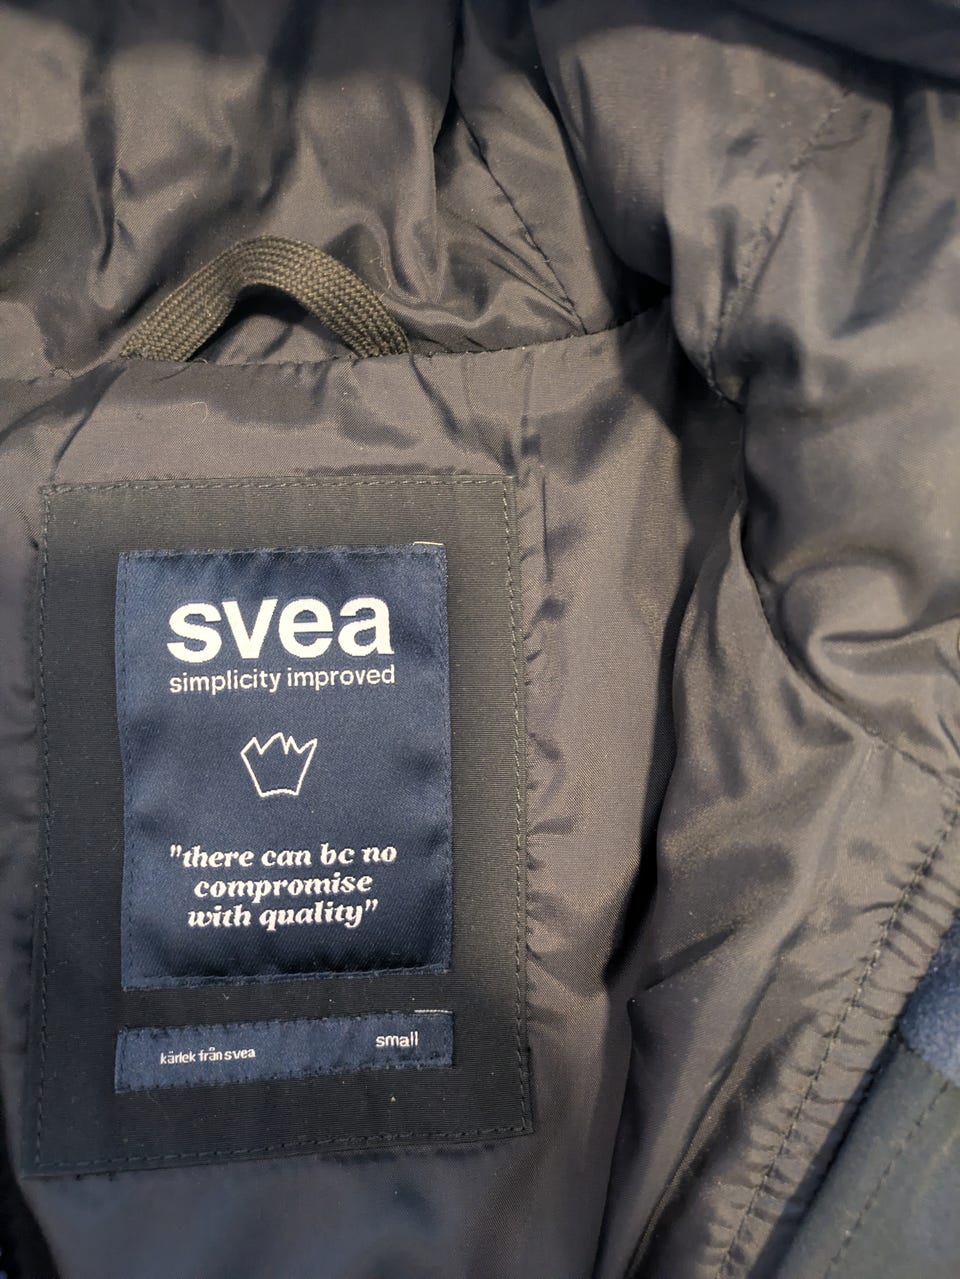 svea
simplicity improved
"there can be no
compromise
with quality"
kärlek från svea
small